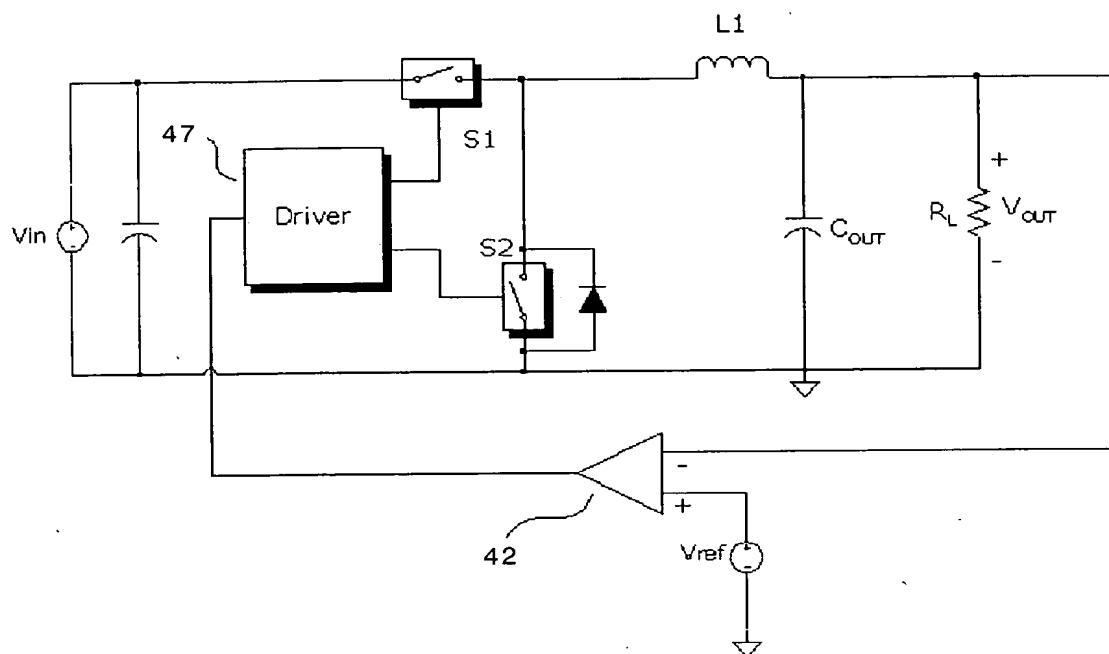 L1
S1
47
Driver
Vin
S2
+
-
C_OUT
R_L
+
V_OUT
-
-
+
42
Vref
+
-